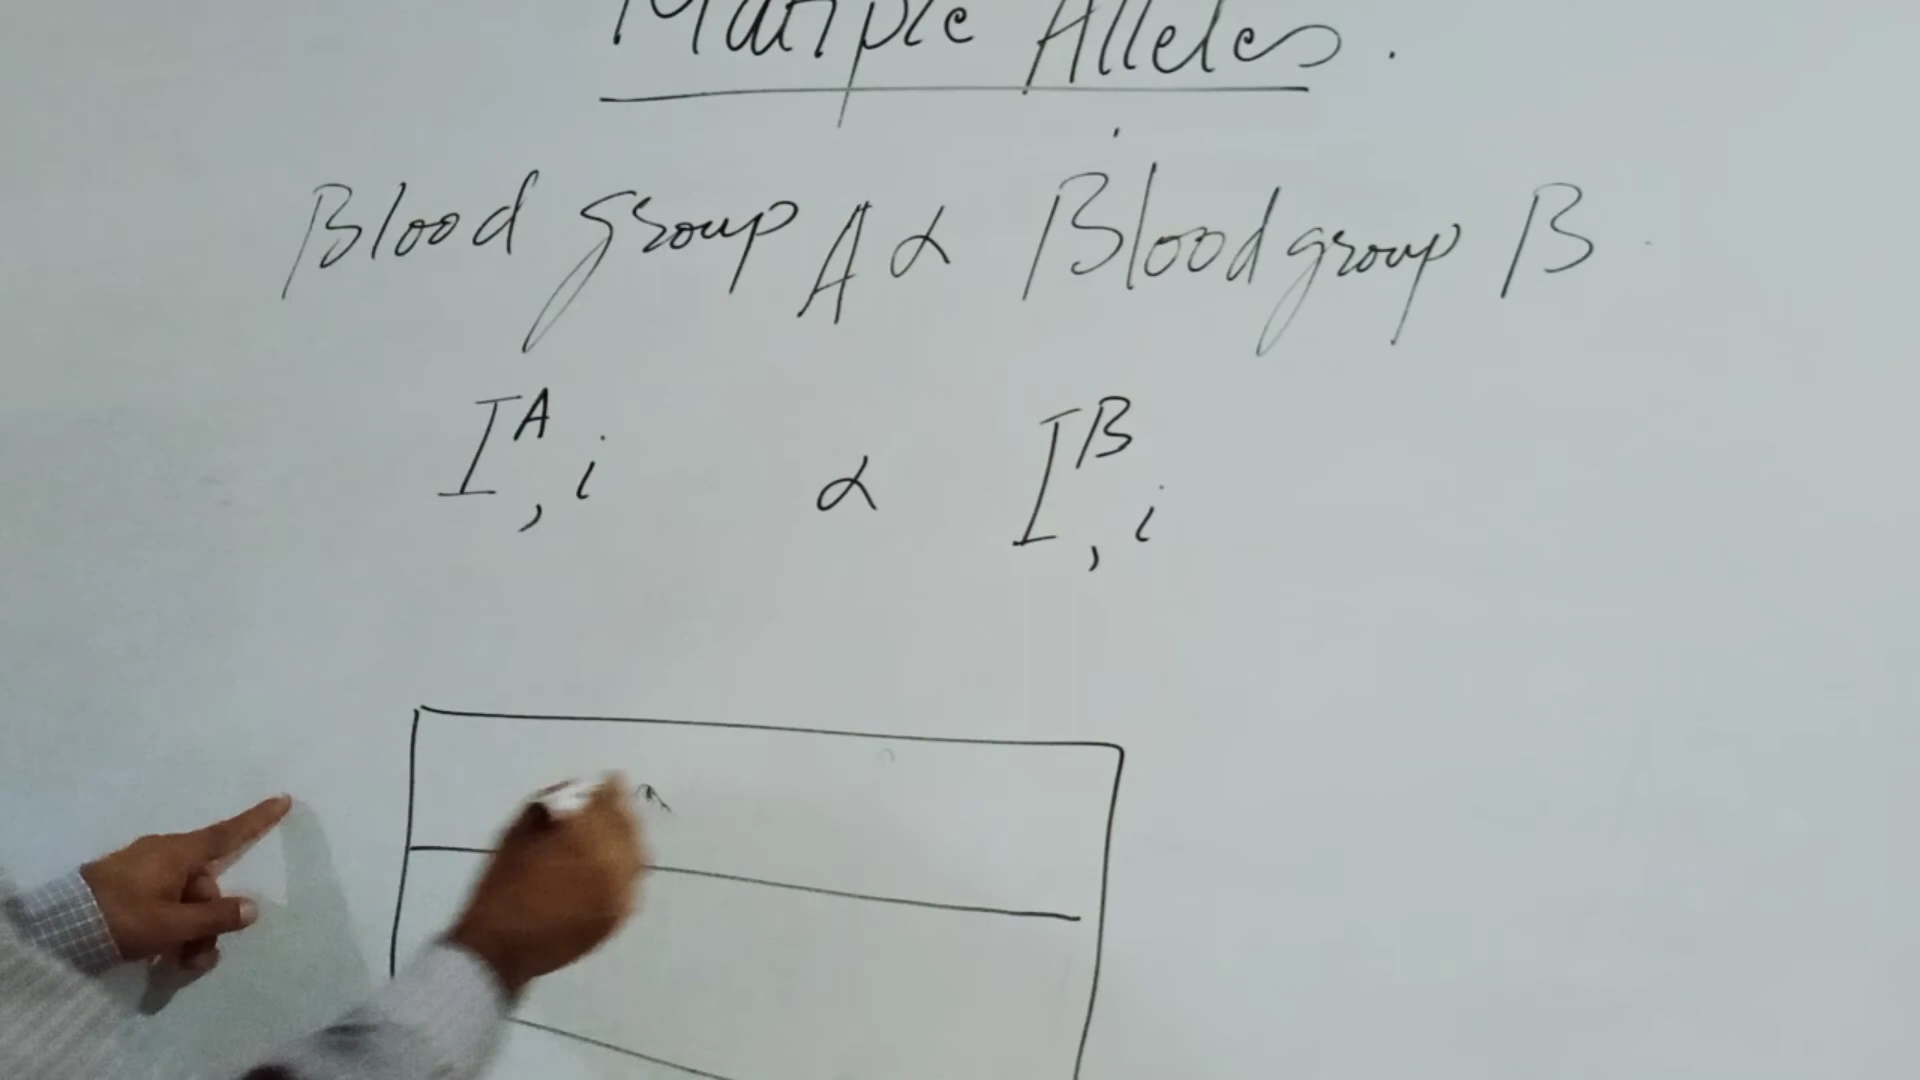 Multiple Alleles.
Blood group A & Blood group B
I^A, i & I^B, i